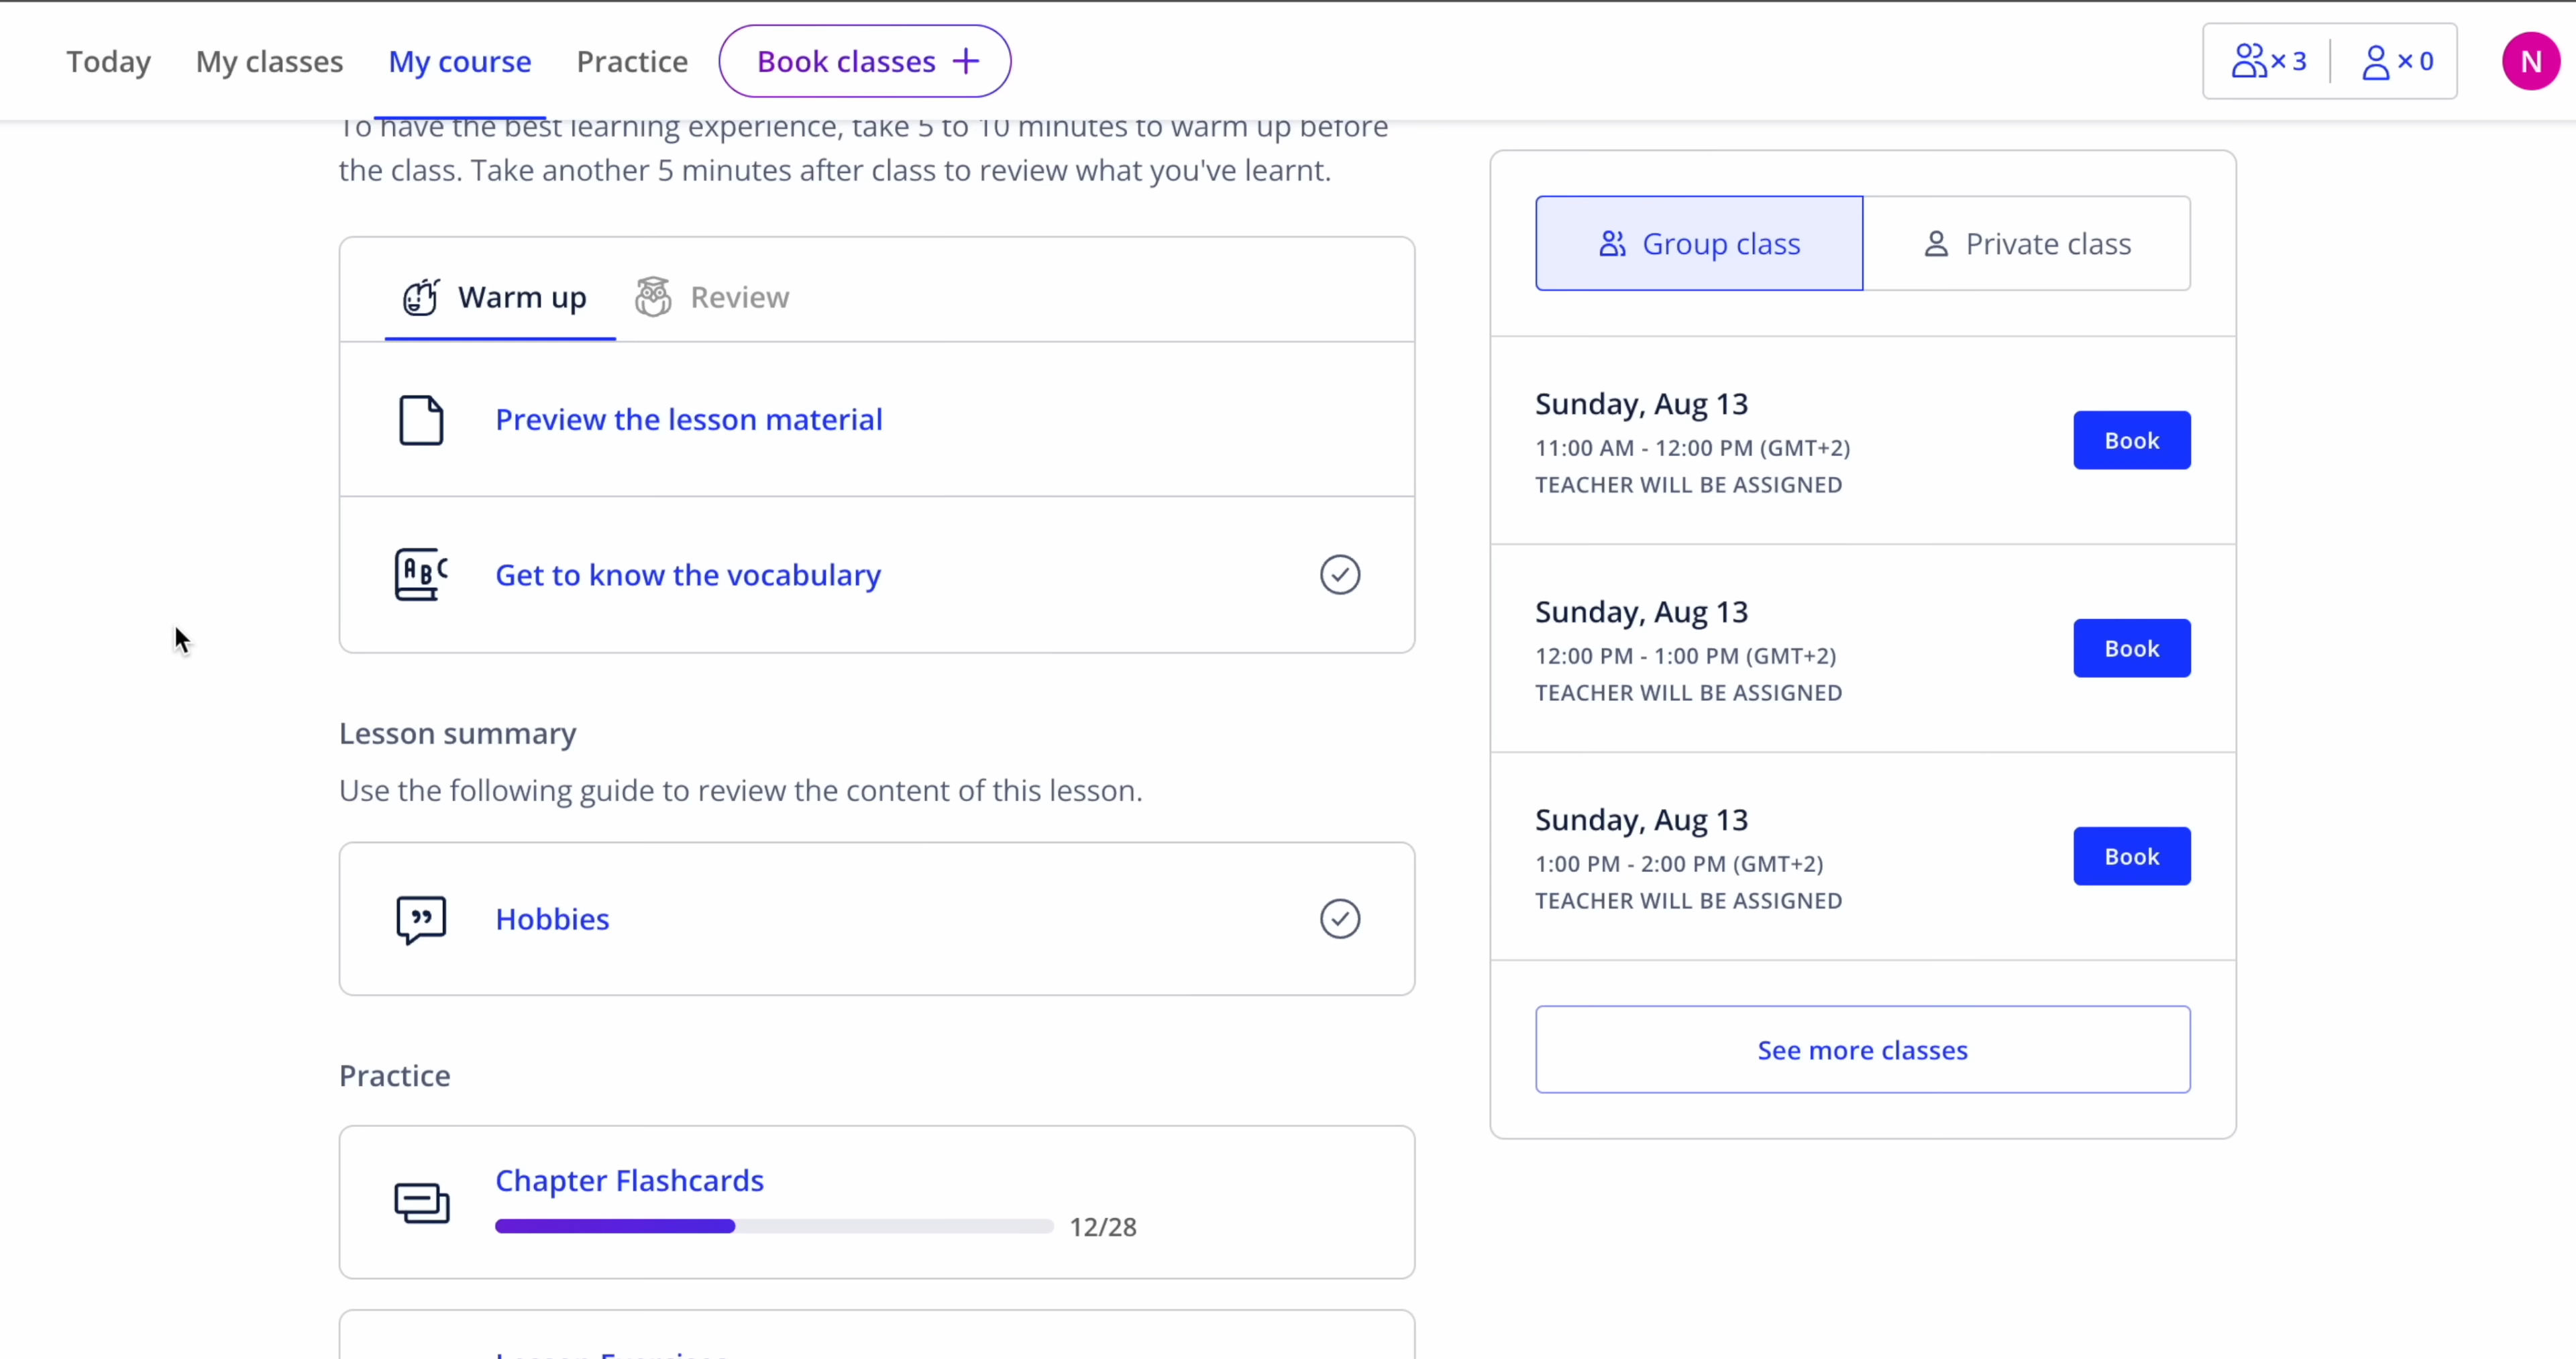 Today
My classes
My course
Practice
Book classes +
× 3
× 0
N
To have the best learning experience, take 5 to 10 minutes to warm up before
the class. Take another 5 minutes after class to review what you've learnt.
Warm up
Review
Preview the lesson material
A B C
Get to know the vocabulary
Lesson summary
Use the following guide to review the content of this lesson.
Hobbies
Practice
Chapter Flashcards
12/28
Group class
Private class
Sunday, Aug 13
11:00 AM - 12:00 PM (GMT+2)
TEACHER WILL BE ASSIGNED
Book
Sunday, Aug 13
12:00 PM - 1:00 PM (GMT+2)
TEACHER WILL BE ASSIGNED
Book
Sunday, Aug 13
1:00 PM - 2:00 PM (GMT+2)
TEACHER WILL BE ASSIGNED
Book
See more classes